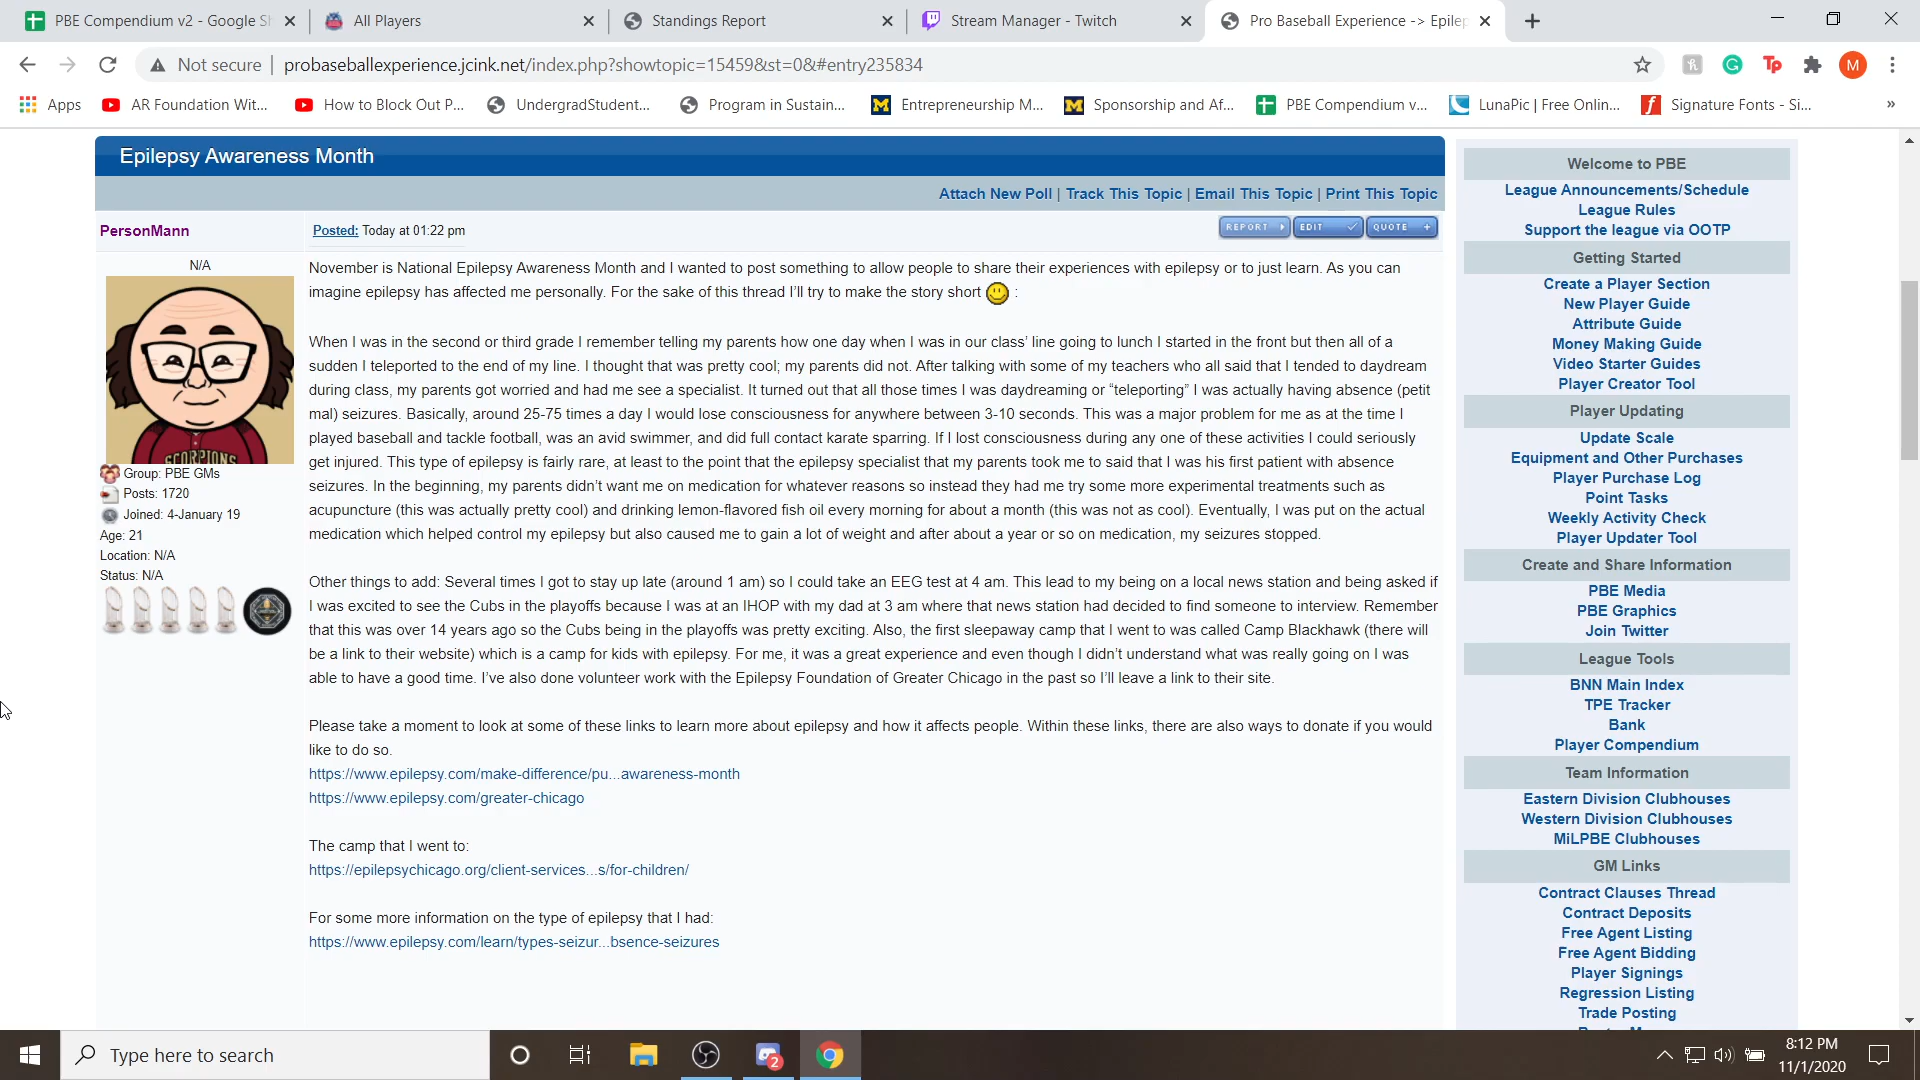 PBE Compendium v2 - Google Sh
All Players
Standings Report
Stream Manager - Twitch
Pro Baseball Experience -> Epilep
Not secure
probaseballexperience.jcink.net/index.php?showtopic=15459&st=0&#entry235834
M
Apps
AR Foundation Wit...
How to Block Out P...
UndergradStudent...
Program in Sustain...
Entrepreneurship M...
Sponsorship and Af...
PBE Compendium v...
LunaPic | Free Onlin...
Signature Fonts - Si...
Epilepsy Awareness Month
Attach New Poll | Track This Topic | Email This Topic | Print This Topic
PersonMann
Posted: Today at 01:22 pm
REPORT
EDIT
QUOTE
N/A
SCORPIONS
Group: PBE GMs
Posts: 1720
Joined: 4-January 19
Age: 21
Location: N/A
Status: N/A
November is National Epilepsy Awareness Month and I wanted to post something to allow people to share their experiences with epilepsy or to just learn. As you can
imagine epilepsy has affected me personally. For the sake of this thread I'll try to make the story short :
When I was in the second or third grade I remember telling my parents how one day when I was in our class' line going to lunch I started in the front but then all of a
sudden I teleported to the end of my line. I thought that was pretty cool; my parents did not. After talking with some of my teachers who all said that I tended to daydream
during class, my parents got worried and had me see a specialist. It turned out that all those times I was daydreaming or “teleporting” I was actually having absence (petit
mal) seizures. Basically, around 25-75 times a day I would lose consciousness for anywhere between 3-10 seconds. This was a major problem for me as at the time I
played baseball and tackle football, was an avid swimmer, and did full contact karate sparring. If I lost consciousness during any one of these activities I could seriously
get injured. This type of epilepsy is fairly rare, at least to the point that the epilepsy specialist that my parents took me to said that I was his first patient with absence
seizures. In the beginning, my parents didn't want me on medication for whatever reasons so instead they had me try some more experimental treatments such as
acupuncture (this was actually pretty cool) and drinking lemon-flavored fish oil every morning for about a month (this was not as cool). Eventually, I was put on the actual
medication which helped control my epilepsy but also caused me to gain a lot of weight and after about a year or so on medication, my seizures stopped.
Other things to add: Several times I got to stay up late (around 1 am) so I could take an EEG test at 4 am. This lead to my being on a local news station and being asked if
I was excited to see the Cubs in the playoffs because I was at an IHOP with my dad at 3 am where that news station had decided to find someone to interview. Remember
that this was over 14 years ago so the Cubs being in the playoffs was pretty exciting. Also, the first sleepaway camp that I went to was called Camp Blackhawk (there will
be a link to their website) which is a camp for kids with epilepsy. For me, it was a great experience and even though I didn't understand what was really going on I was
able to have a good time. I've also done volunteer work with the Epilepsy Foundation of Greater Chicago in the past so I'll leave a link to their site.
Please take a moment to look at some of these links to learn more about epilepsy and how it affects people. Within these links, there are also ways to donate if you would
like to do so.
https://www.epilepsy.com/make-difference/pu...awareness-month
https://www.epilepsy.com/greater-chicago
The camp that I went to:
https://epilepsychicago.org/client-services...s/for-children/
For some more information on the type of epilepsy that I had:
https://www.epilepsy.com/learn/types-seizur...bsence-seizures
Welcome to PBE
League Announcements/Schedule
League Rules
Support the league via OOTP
Getting Started
Create a Player Section
New Player Guide
Attribute Guide
Money Making Guide
Video Starter Guides
Player Creator Tool
Player Updating
Update Scale
Equipment and Other Purchases
Player Purchase Log
Point Tasks
Weekly Activity Check
Player Updater Tool
Create and Share Information
PBE Media
PBE Graphics
Join Twitter
League Tools
BNN Main Index
TPE Tracker
Bank
Player Compendium
Team Information
Eastern Division Clubhouses
Western Division Clubhouses
MiLPBE Clubhouses
GM Links
Contract Clauses Thread
Contract Deposits
Free Agent Listing
Free Agent Bidding
Player Signings
Regression Listing
Trade Posting
Type here to search
2
8:12 PM
11/1/2020